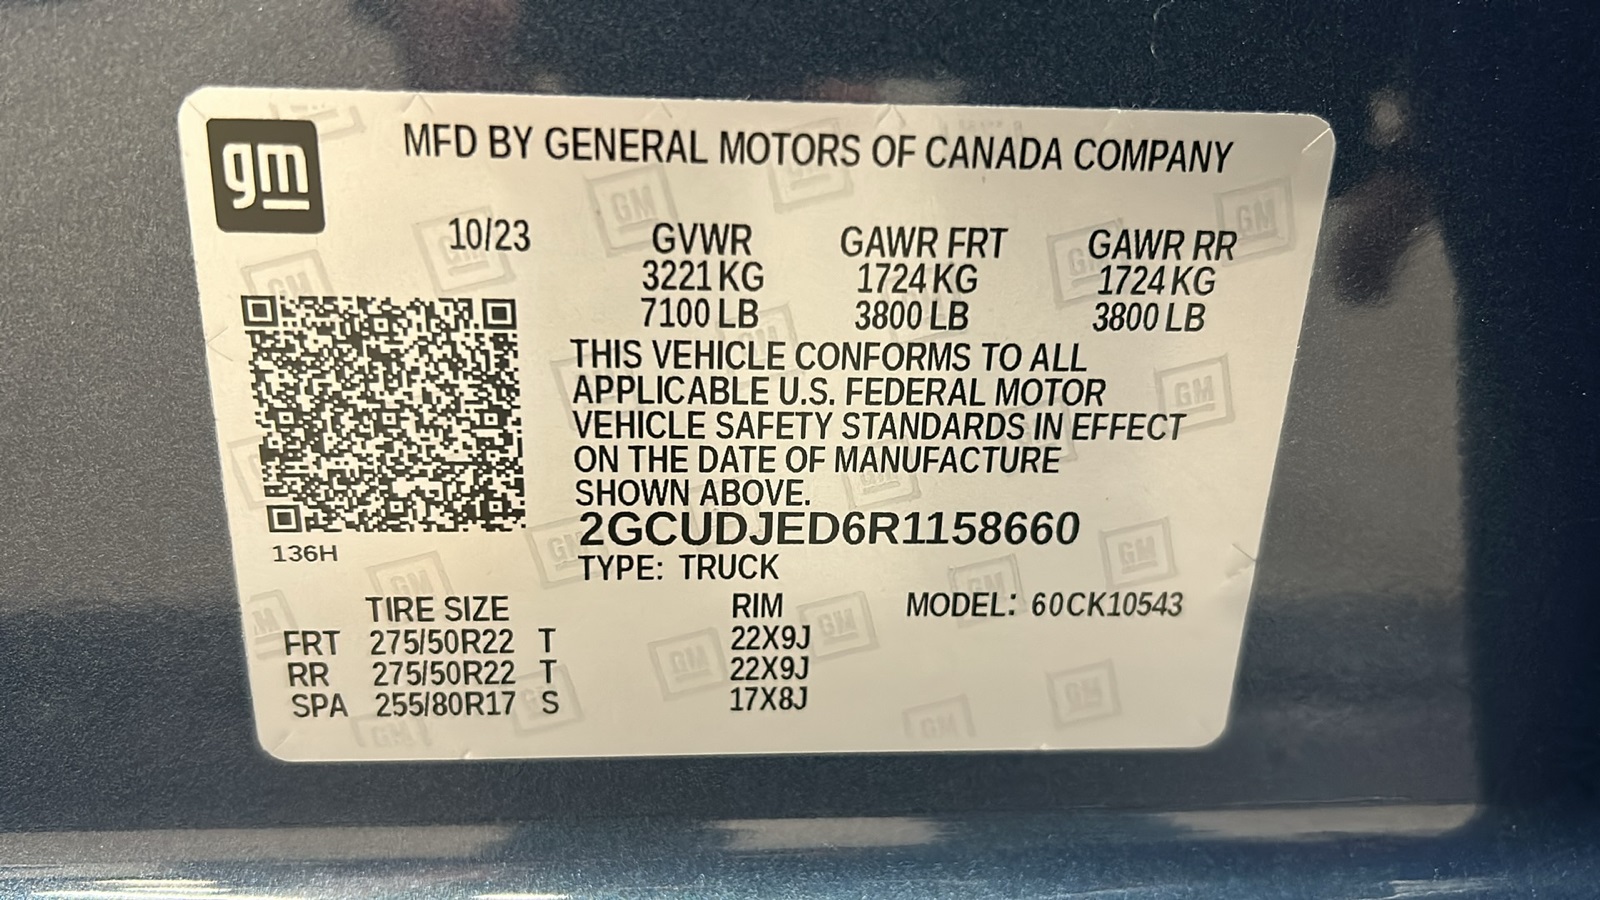 gm
MFD BY GENERAL MOTORS OF CANADA COMPANY
10/23 GVWR GAWR FRT GAWR RR
3221 KG 1724 KG 1724 KG
7100 LB 3800 LB 3800 LB
THIS VEHICLE CONFORMS TO ALL
APPLICABLE U.S. FEDERAL MOTOR
VEHICLE SAFETY STANDARDS IN EFFECT
ON THE DATE OF MANUFACTURE
SHOWN ABOVE.
2GCUDJED6R1158660
136H
TYPE: TRUCK
TIRE SIZE RIM MODEL: 60CK10543
FRT 275/50R22 T 22X9J
RR 275/50R22 T 22X9J
SPA 255/80R17 S 17X8J